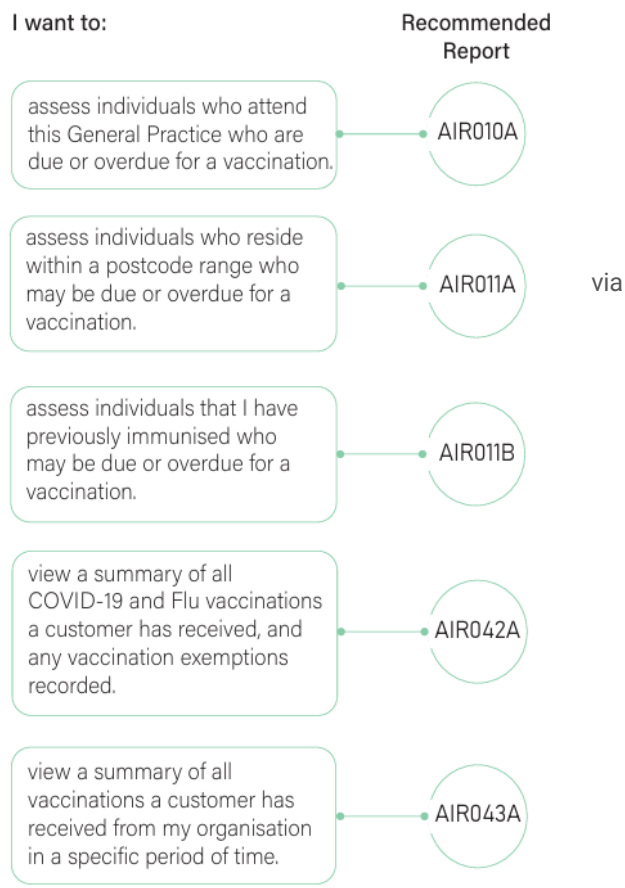 I want to:
Recommended
Report
assess individuals who attend
this General Practice who are
due or overdue for a vaccination.
AIR010A
assess individuals who reside
within a postcode range who
may be due or overdue for a
vaccination.
AIR011A
via
assess individuals that I have
previously immunised who
may be due or overdue for a
vaccination.
AIR011B
view a summary of all
COVID-19 and Flu vaccinations
a customer has received, and
any vaccination exemptions
recorded.
AIR042A
view a summary of all
vaccinations a customer has
received from my organisation
in a specific period of time.
AIR043A